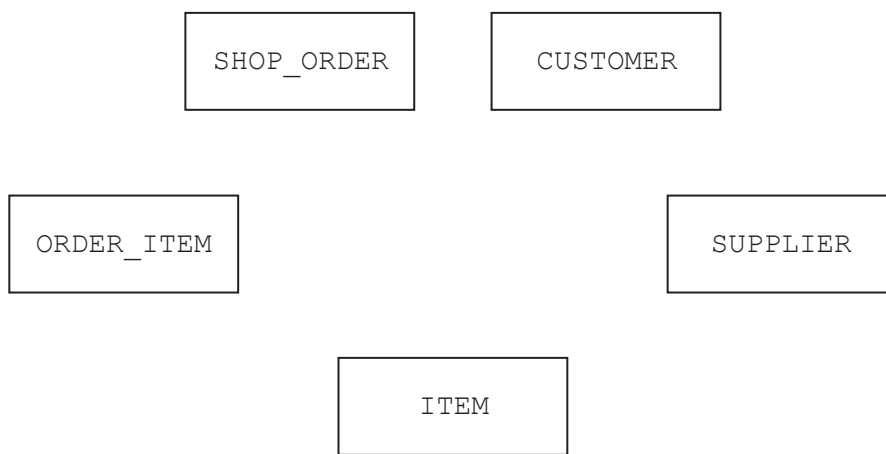 SHOP_ORDER
CUSTOMER
ORDER_ITEM
SUPPLIER
ITEM